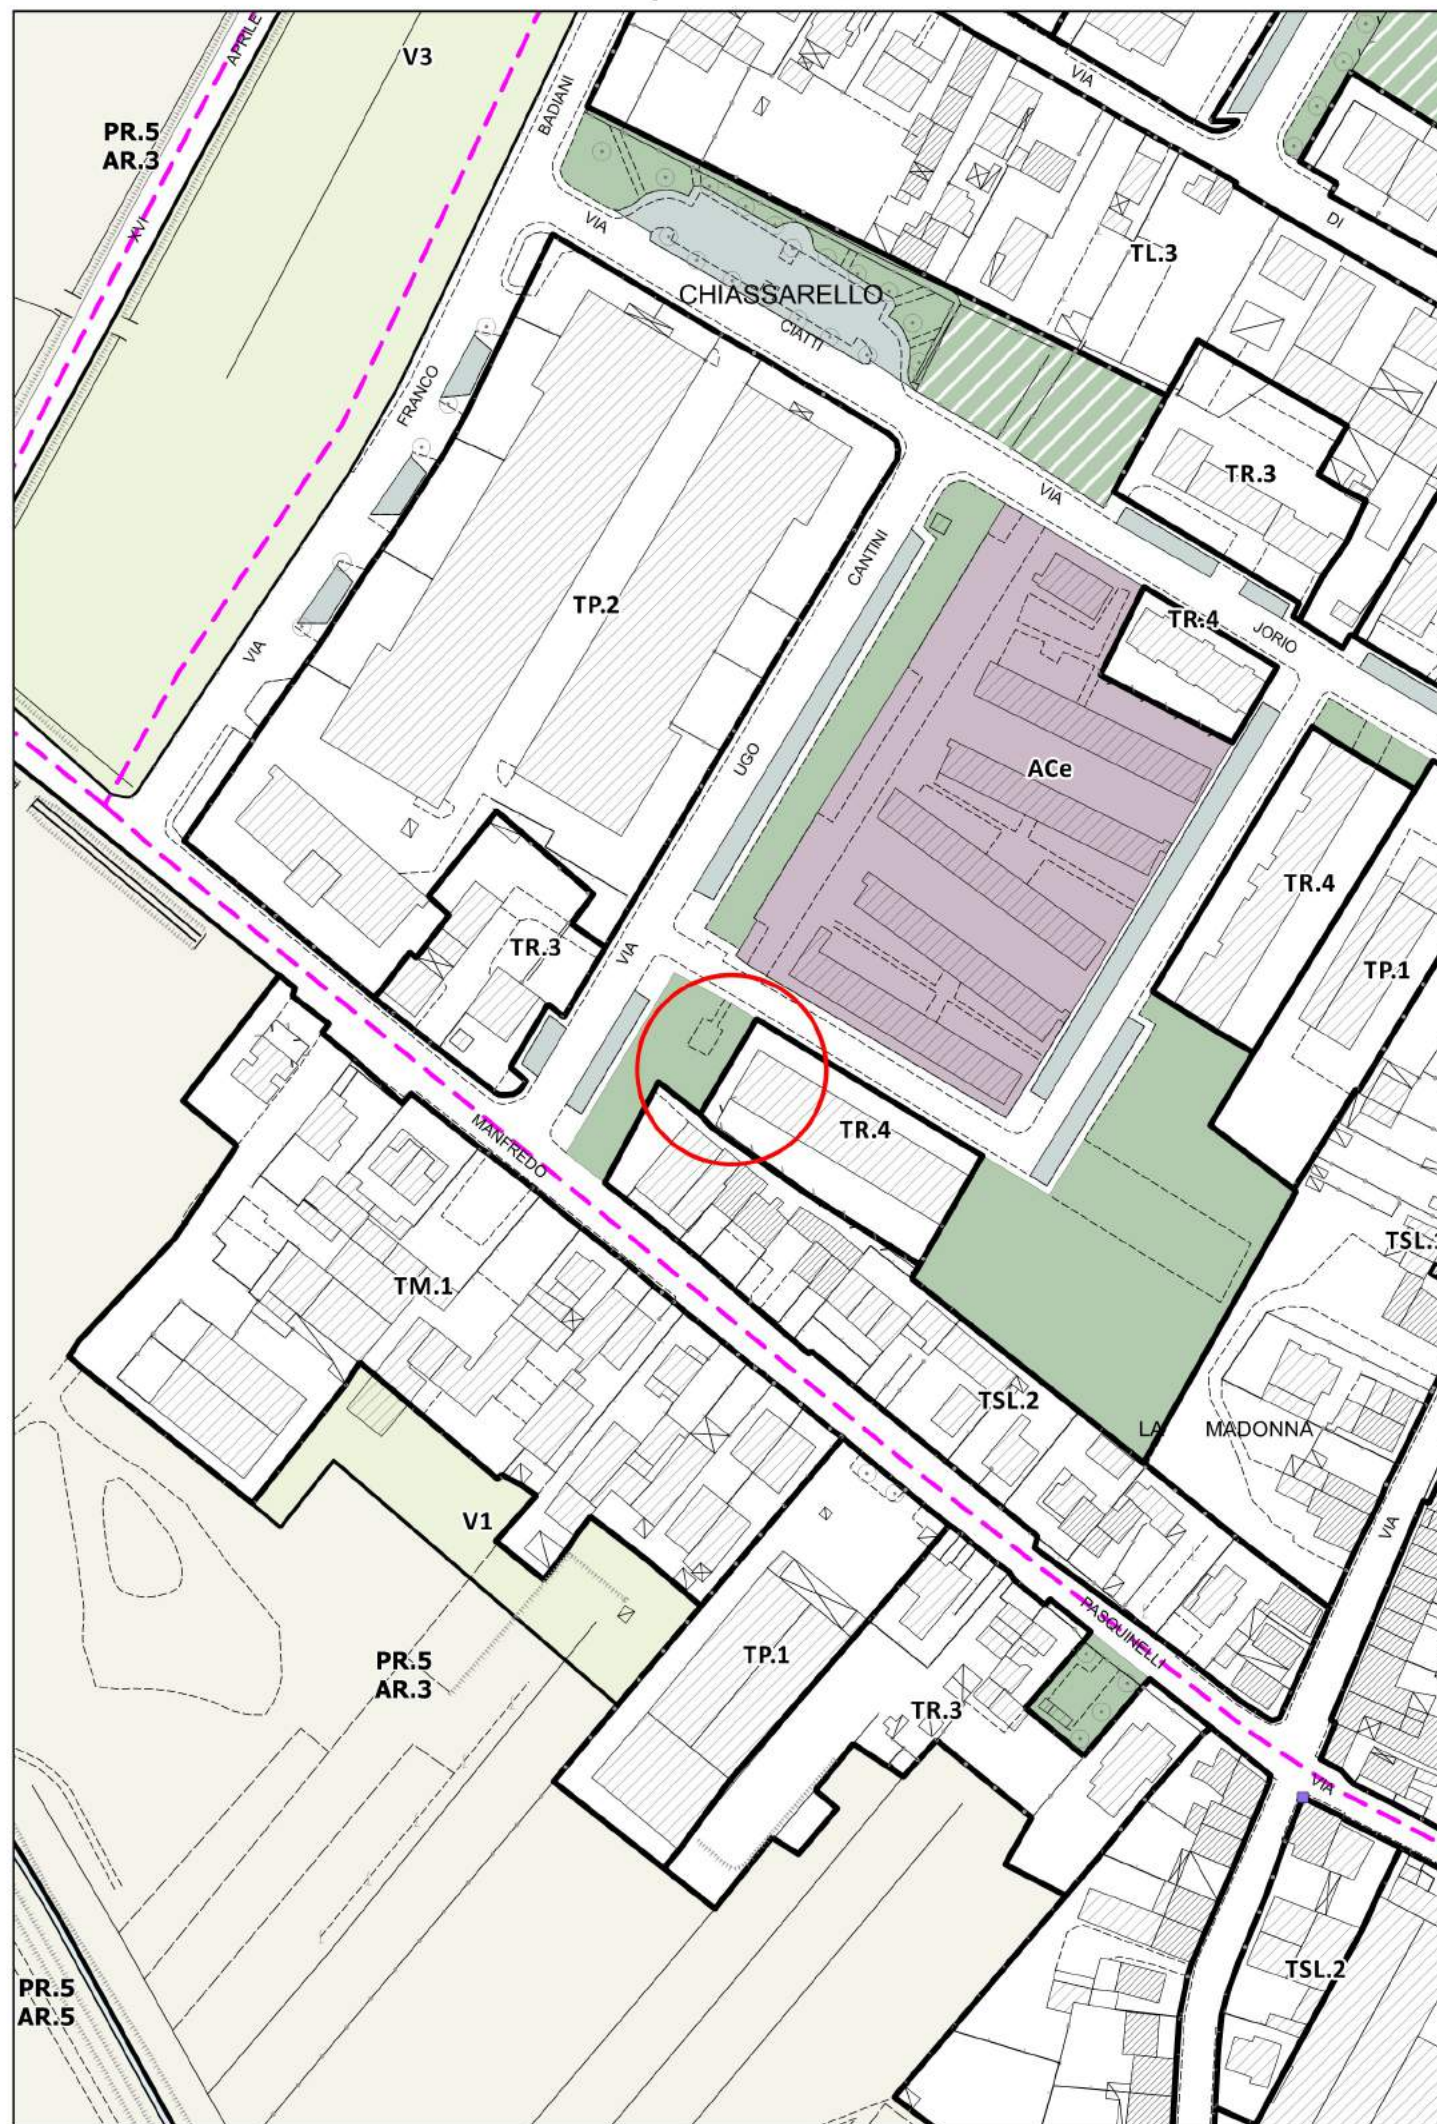 APRILE
V3
VIA
BADIANI
PR.5
AR.3
XVI
VIA
DI
TL.3
CHIASSARELLO
CIATTI
FRANCO
TR.3
VIA
CANTINI
TP.2
TR.4
JORIO
VIA
UGO
ACe
TR.4
TR.3
VIA
TP.1
MANFREDO
TR.4
TSL.
TM.1
TSL.2
LA MADONNA
V1
VIA
PASQUINELLI
PR.5
AR.3
TP.1
TR.3
VIA
PR.5
AR.5
TSL.2